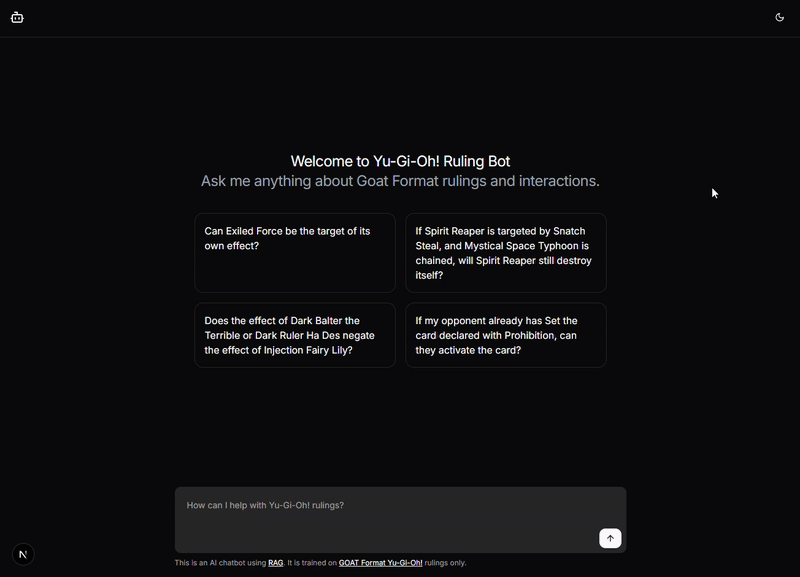 Welcome to Yu-Gi-Oh! Ruling Bot
Ask me anything about Goat Format rulings and interactions.
Can Exiled Force be the target of its
own effect?
If Spirit Reaper is targeted by Snatch
Steal, and Mystical Space Typhoon is
chained, will Spirit Reaper still destroy
itself?
Does the effect of Dark Balter the
Terrible or Dark Ruler Ha Des negate
the effect of Injection Fairy Lily?
If my opponent already has Set the
card declared with Prohibition, can
they activate the card?
How can I help with Yu-Gi-Oh! rulings?
N
This is an AI chatbot using RAG. It is trained on GOAT Format Yu-Gi-Oh! rulings only.